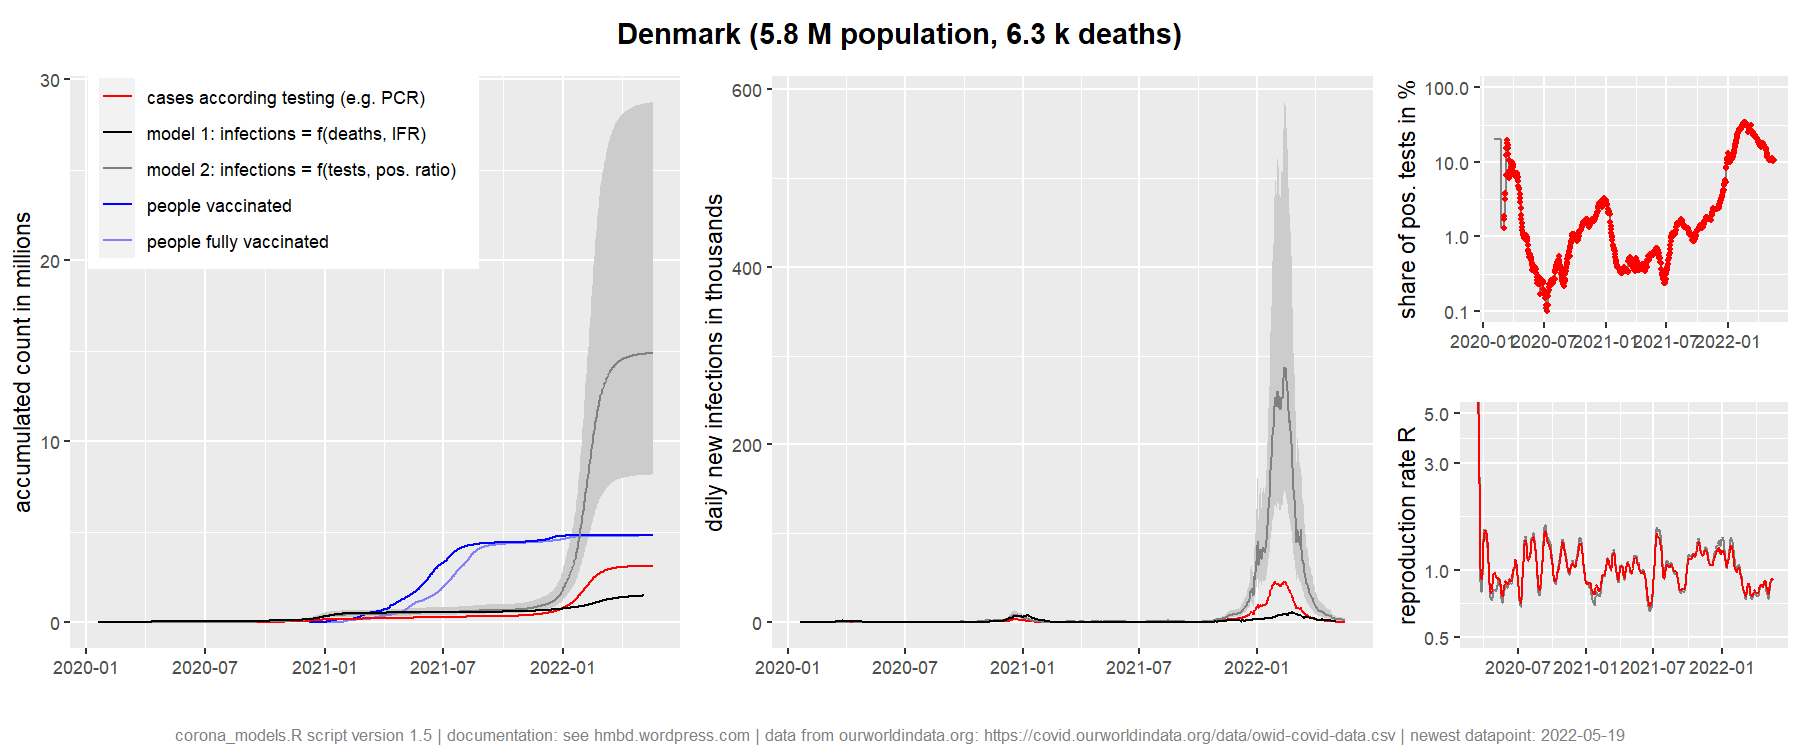 Denmark (5.8 M population, 6.3 k deaths)
accumulated count in millions
30
20
10
0
cases according testing (e.g. PCR)
model 1: infections = f(deaths, IFR)
model 2: infections = f(tests, pos. ratio)
people vaccinated
people fully vaccinated
2020-01 2020-07 2021-01 2021-07 2022-01
daily new infections in thousands
600
400
200
0
2020-01 2020-07 2021-01 2021-07 2022-01
share of pos. tests in %
100.0
10.0
1.0
0.1
2020-01 2020-07 2021-01 2021-07 2022-01
reproduction rate R
5.0
3.0
1.0
0.5
2020-07 2021-01 2021-07 2022-01
corona_models.R script version 1.5 | documentation: see hmbd.wordpress.com | data from ourworldindata.org: https://covid.ourworldindata.org/data/owid-covid-data.csv | newest datapoint: 2022-05-19